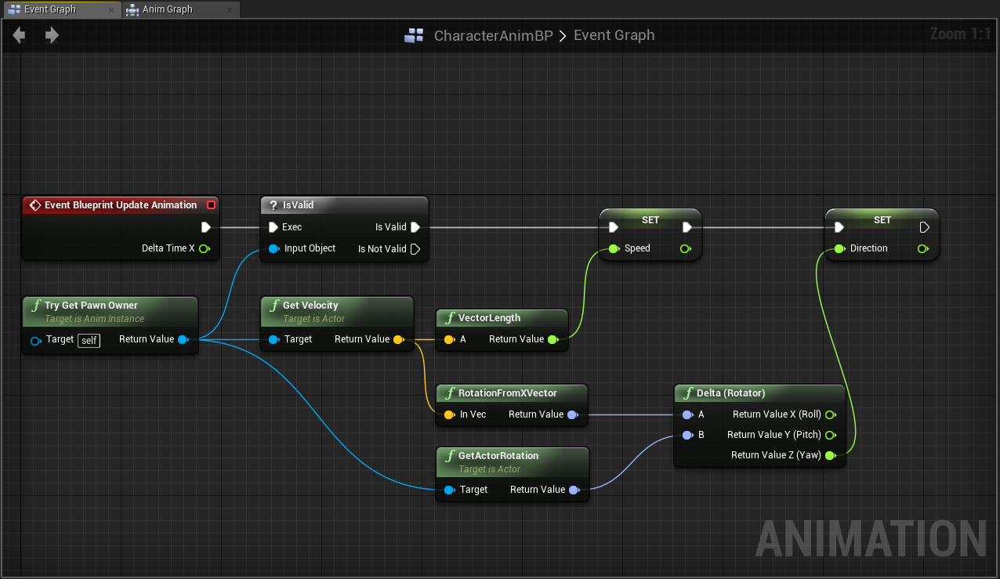 Event Graph
Anim Graph
CharacterAnimBP > Event Graph
Zoom 1:1
Event Blueprint Update Animation
Delta Time X
? IsValid
Exec
Is Valid
Input Object
Is Not Valid
SET
Speed
SET
Direction
f Try Get Pawn Owner
Target is Anim Instance
Target self
Return Value
f Get Velocity
Target is Actor
Target
Return Value
f VectorLength
A
Return Value
f RotationFromXVector
In Vec
Return Value
f GetActorRotation
Target is Actor
Target
Return Value
f Delta (Rotator)
A
Return Value X (Roll)
B
Return Value Y (Pitch)
Return Value Z (Yaw)
ANIMATION